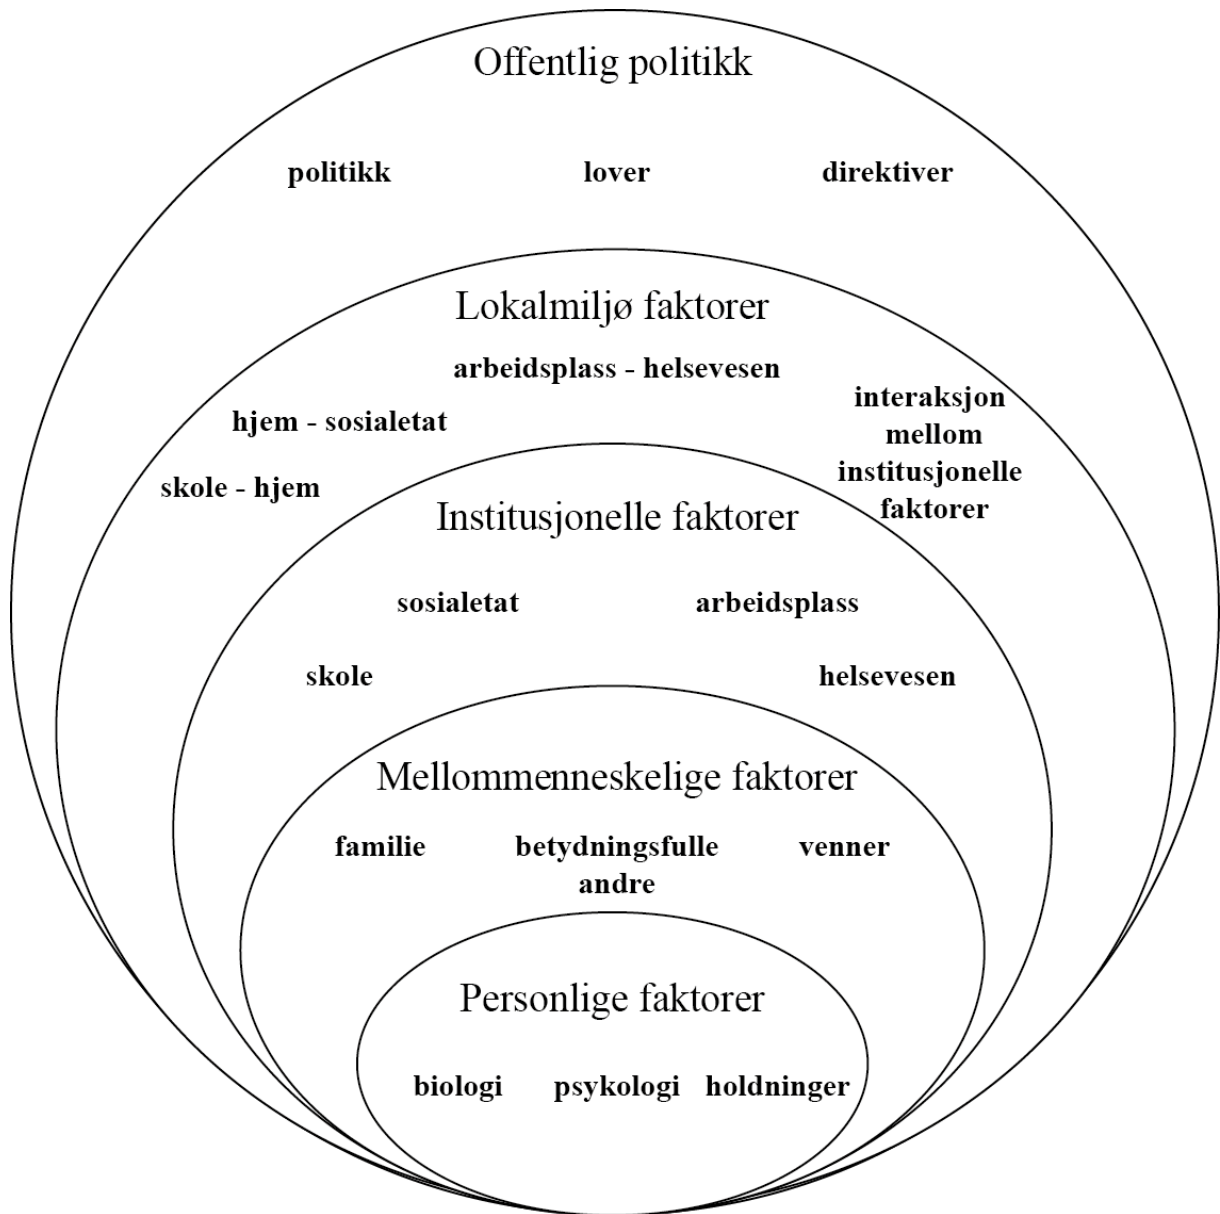 Offentlig politikk
politikk lover direktiver
Lokalmiljø faktorer
arbeidsplass - helsevesen
hjem - sosialetat
skole - hjem
interaksjon
mellom
institusjonelle
faktorer
Institusjonelle faktorer
sosialetat arbeidsplass
skole helsevesen
Mellommenneskelige faktorer
familie betydningsfulle venner
andre
Personlige faktorer
biologi psykologi holdninger